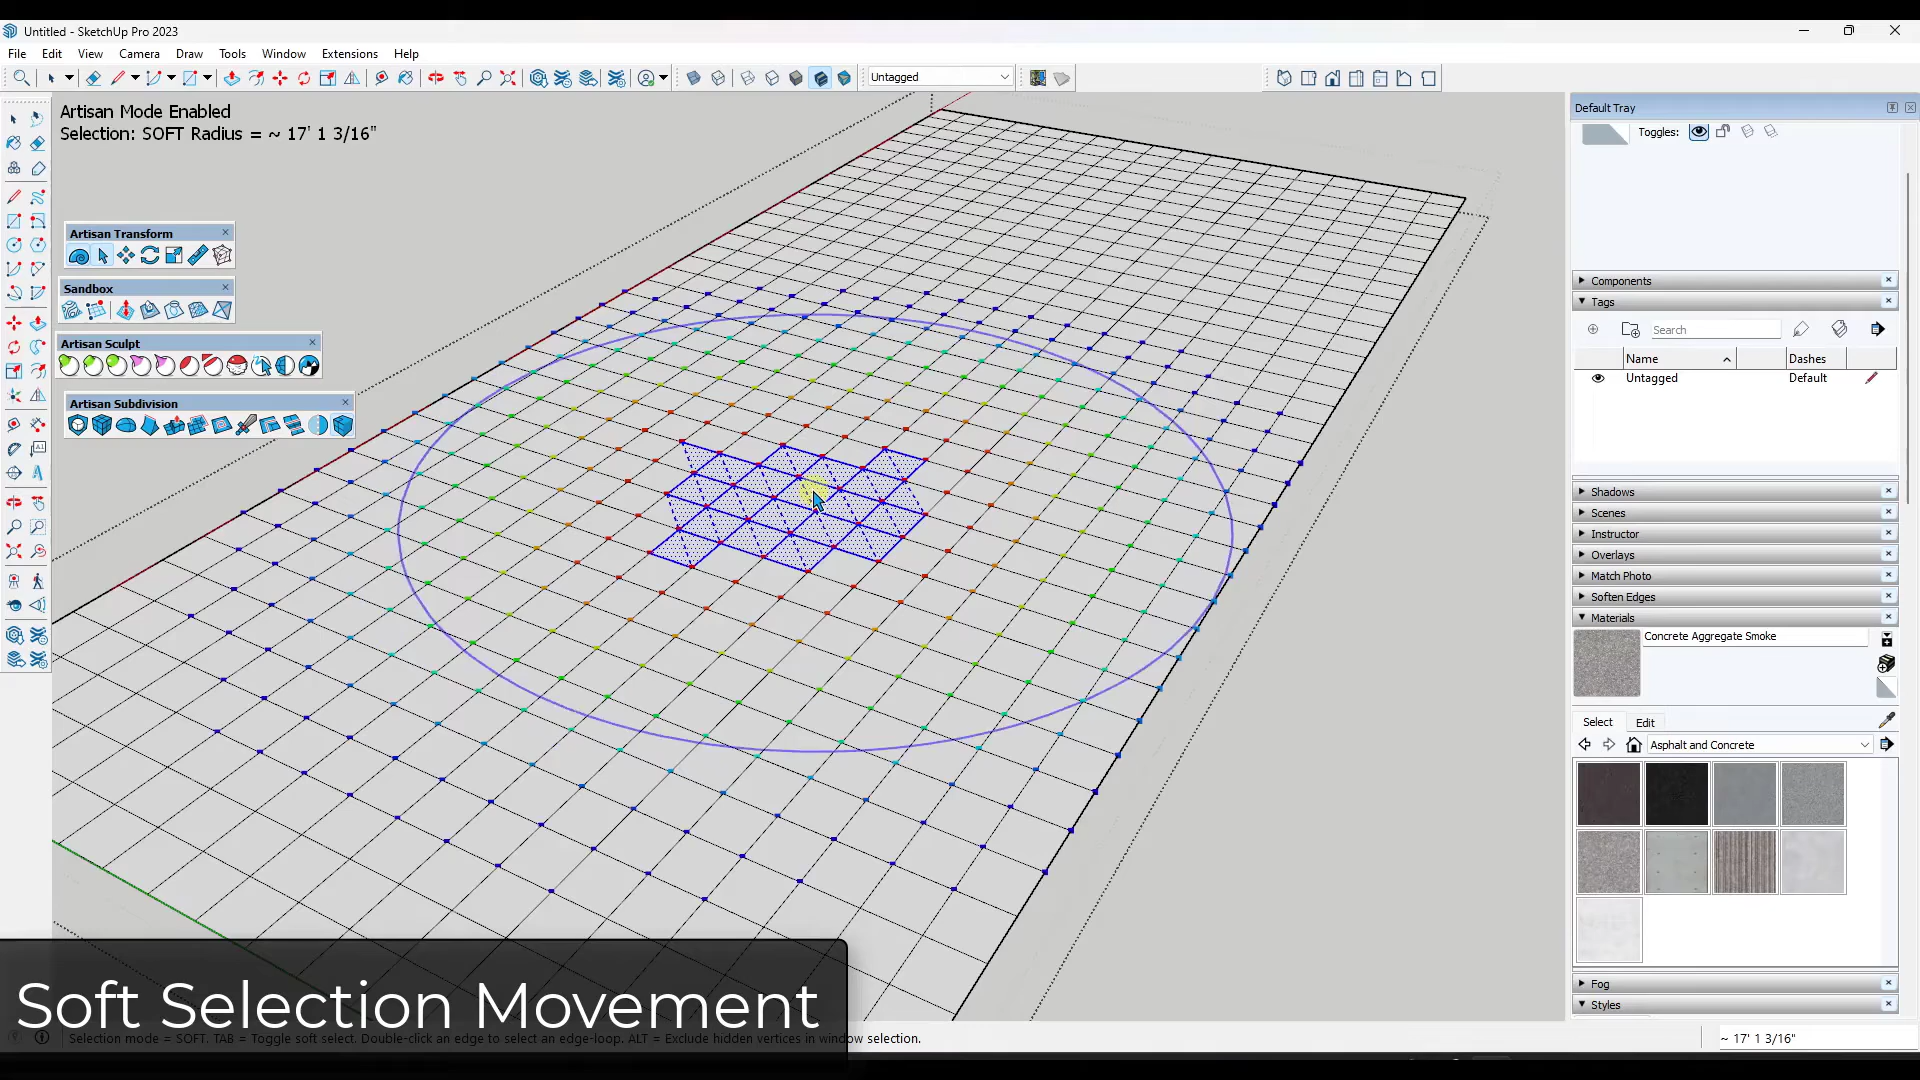 Untitled - SketchUp Pro 2023
File Edit View Camera Draw Tools Window Extensions Help
Untagged
Artisan Mode Enabled
Selection: SOFT Radius = ~ 17' 1 3/16"
Artisan Transform
Sandbox
Artisan Sculpt
Artisan Subdivision
Default Tray
Toggles:
Components
Tags
Search
Name Dashes
Untagged Default
Shadows
Scenes
Instructor
Overlays
Match Photo
Soften Edges
Materials
Concrete Aggregate Smoke
Select Edit
Asphalt and Concrete
Fog
Styles
Soft Selection Movement
Selection mode = SOFT. TAB = Toggle soft select. Double-click an edge to select an edge-loop. ALT = Exclude hidden vertices in window selection.
~ 17' 1 3/16"